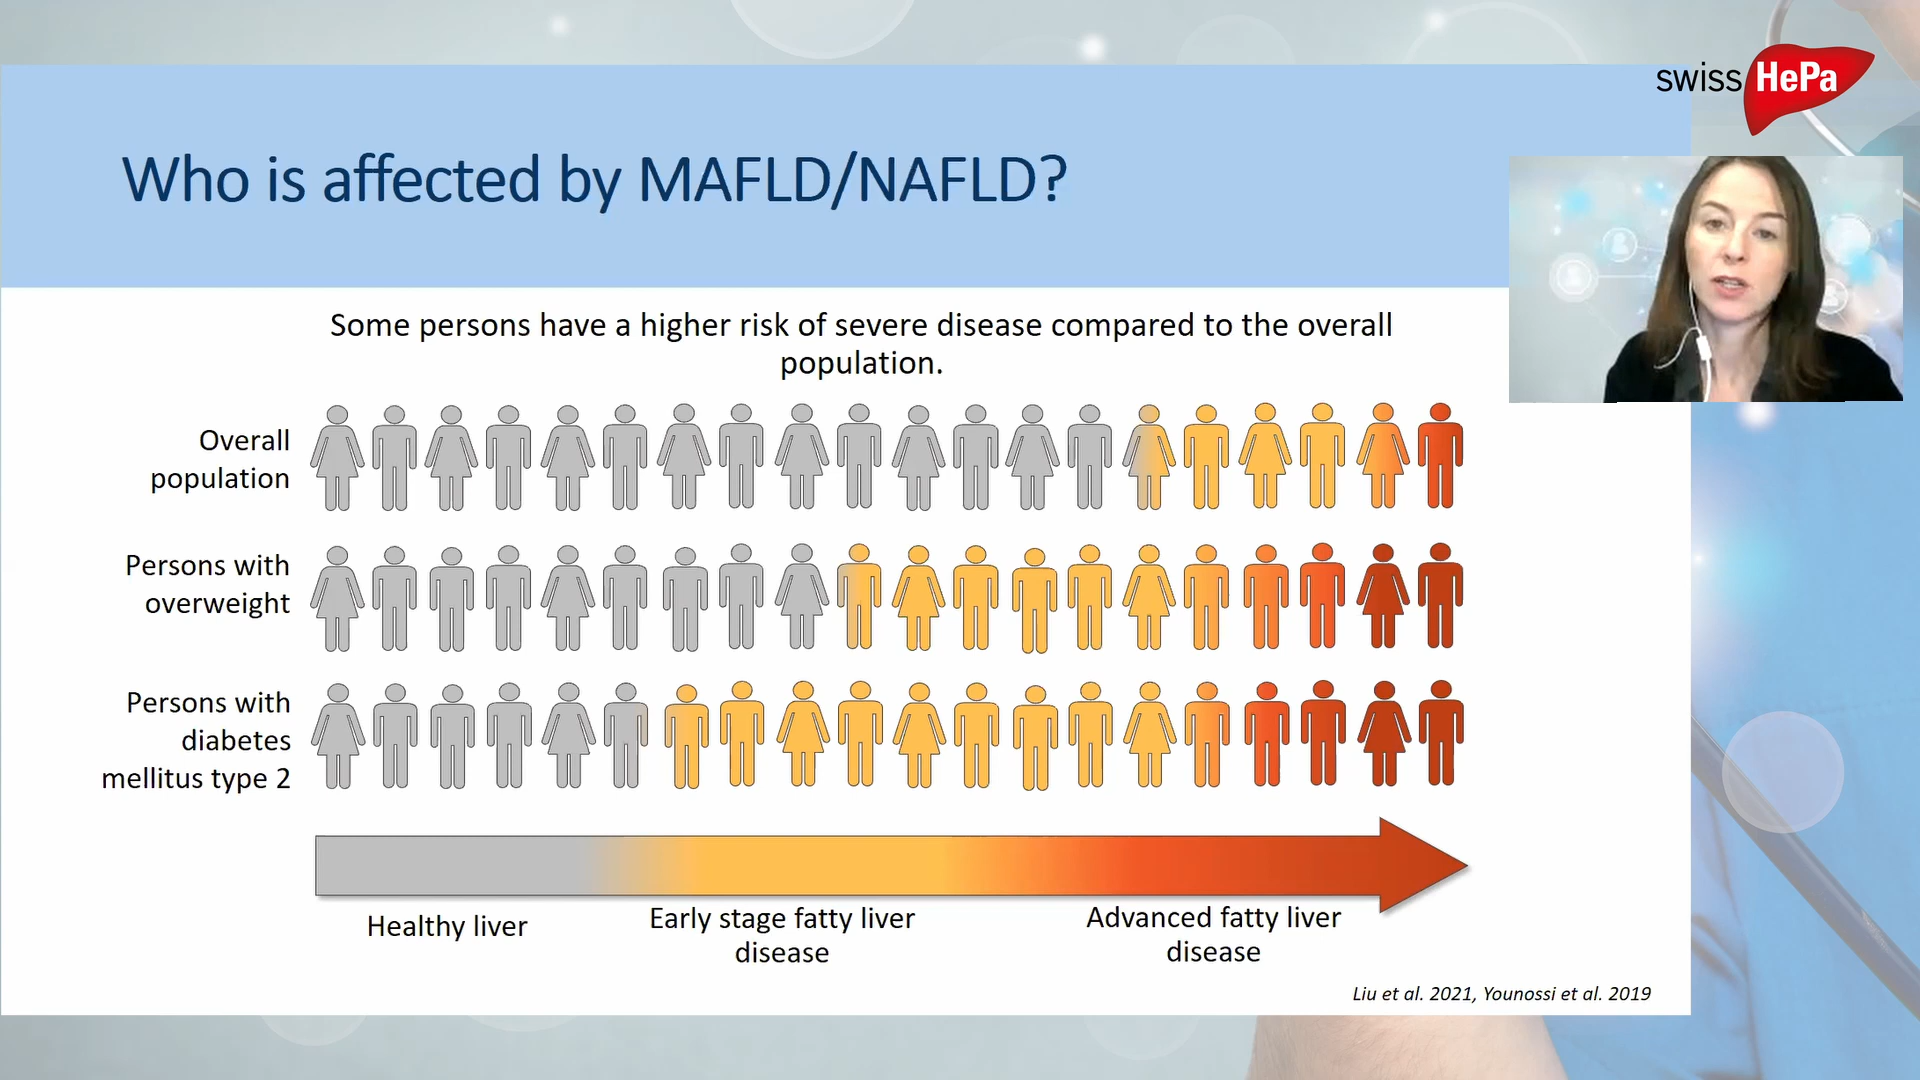 swiss HePa
Who is affected by MAFLD/NAFLD?
Some persons have a higher risk of severe disease compared to the overall
population.
Overall
population
Persons with
overweight
Persons with
diabetes
mellitus type 2
Healthy liver
Early stage fatty liver
disease
Advanced fatty liver
disease
Liu et al. 2021, Younossi et al. 2019